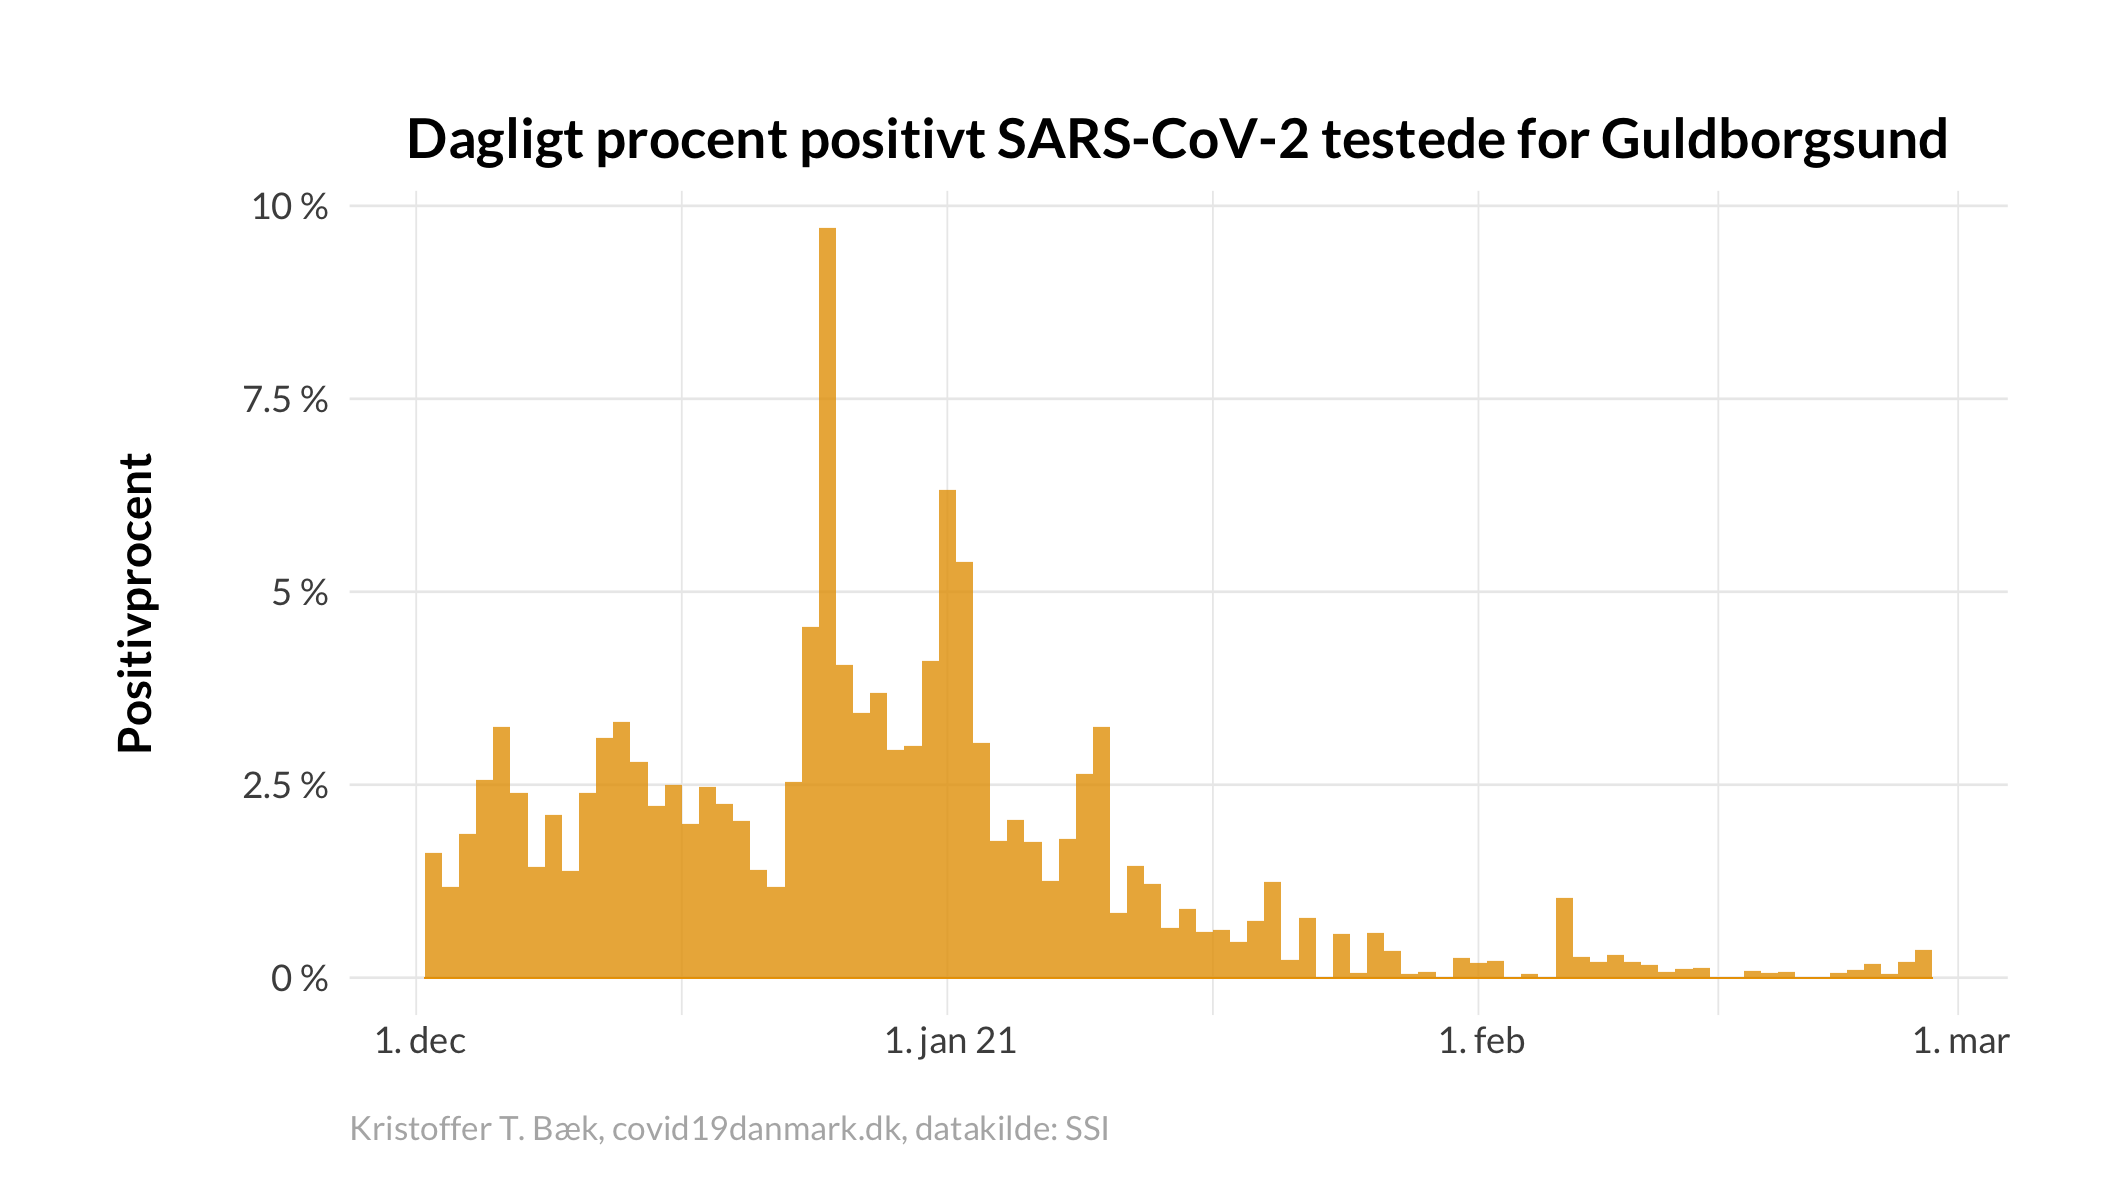 Dagligt procent positivt SARS-CoV-2 testede for Guldborgsund
Positivprocent
10 %
7.5 %
5 %
2.5 %
0 %
1. dec
1. jan 21
1. feb
1. mar
Kristoffer T. Bæk, covid19danmark.dk, datakilde: SSI